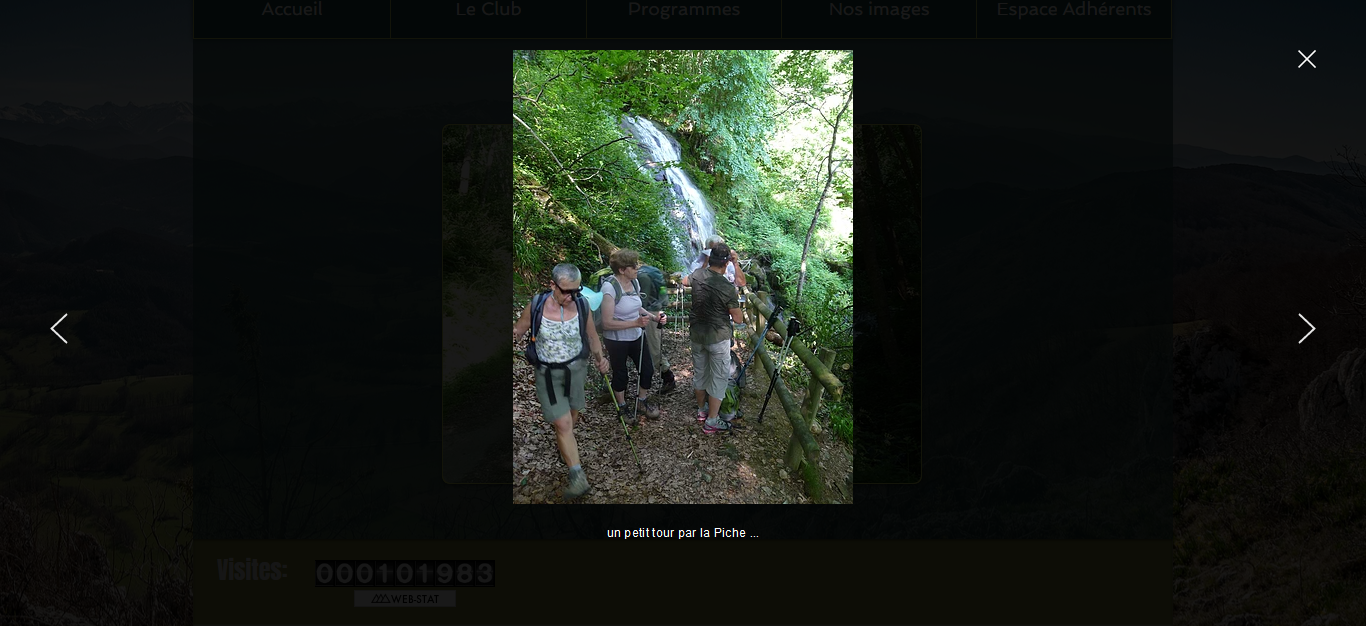 Accueil
Le Club
Programmes
Nos images
Espace Adhérents
un petit tour par la Piche ...
Visites:
000101983
WEB-STAT